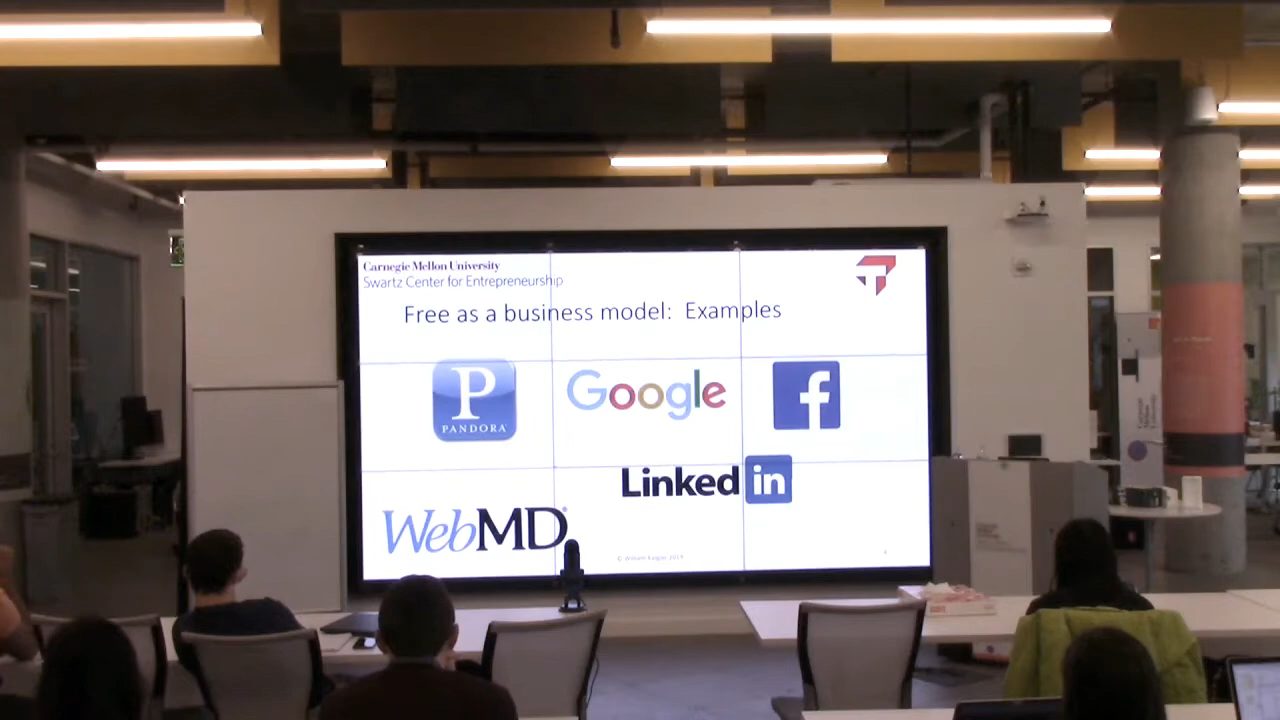 Carnegie Mellon University
Swartz Center for Entrepreneurship
T
Free as a business model: Examples
P
PANDORA
Google
f
Linked in
WebMD